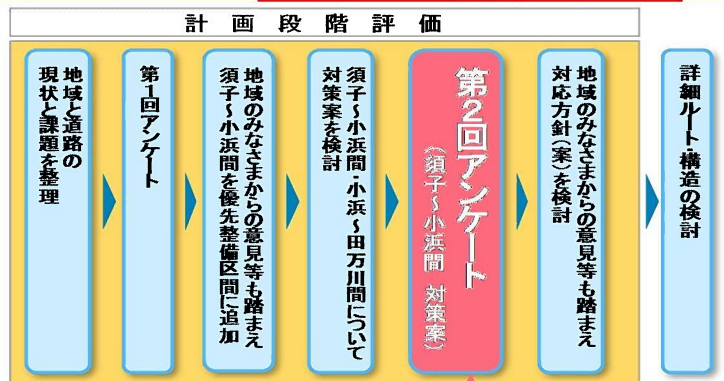 計画段階評価
地域と道路の
現状と課題を整理
第1回アンケート
地域のみなさまからの意見等も踏まえ
須子～小浜間を優先整備区間に追加
須子～小浜間・小浜～田万川間について
対策案を検討
第2回アンケート
(須子～小浜間 対策案)
地域のみなさまからの意見等も踏まえ
対応方針(案)を検討
詳細ルート・構造の検討